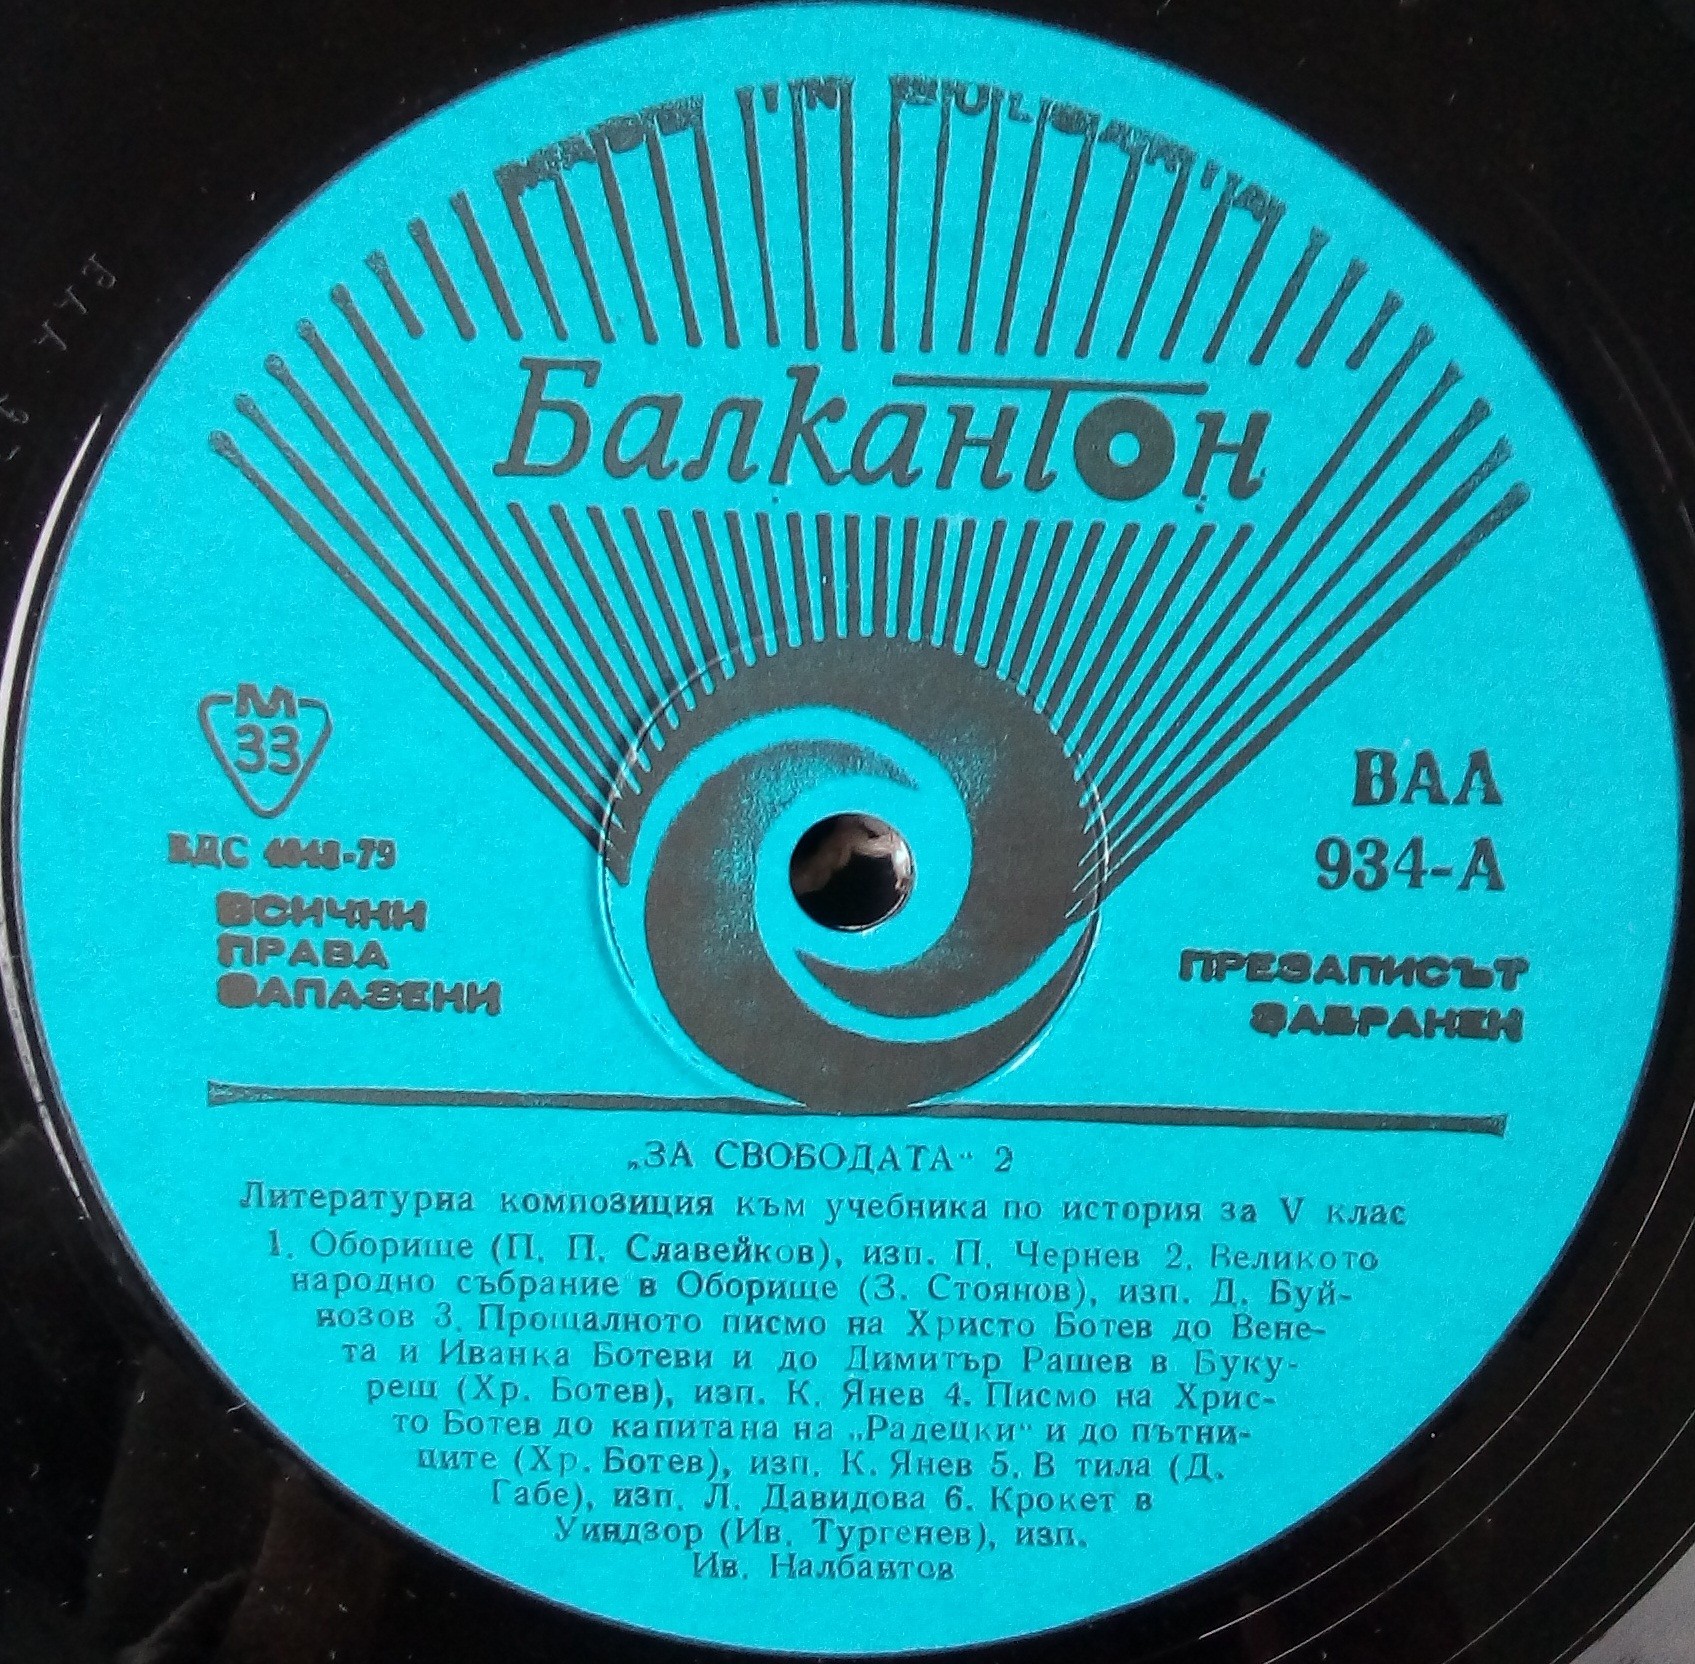 MADE IN BULGARIA
Балкантон
М
33
БДС 4048-79
ВСИЧНИ
ПРАВА
ЗАПАЗЕНИ
ВАА
934-А
ПРЕЗАПИСЪТ
ЗАБРАНЕН
„ЗА СВОБОДАТА“ 2
Литературна композиция към учебника по история за V клас
1. Оборище (П. П. Славейков), изп. П. Чернев 2. Великото
народно събрание в Оборище (З. Стоянов), изп. Д. Буй-
нозов 3. Прощалното писмо на Христо Ботев до Вене-
та и Иванка Ботеви и до Димитър Рашев в Буку-
рещ (Хр. Ботев), изп. К. Янев 4. Писмо на Хрис-
то Ботев до капитана на „Радецки“ и до пътни-
ците (Хр. Ботев), изп. К. Янев 5. В тила (Д.
Габе), изп. Л. Давидова 6. Крокет в
Уиндзор (Ив. Тургенев), изп.
Ив. Налбантов